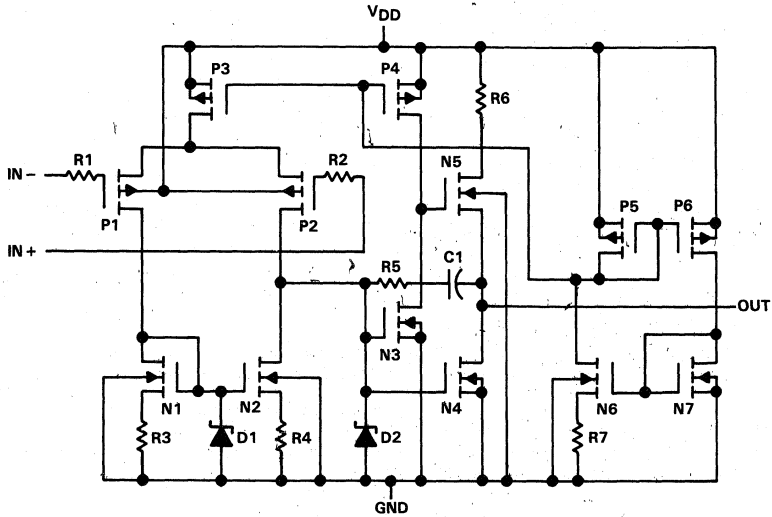 VDD
P3
P4
R6
R1
R2
N5
IN –
P1
P2
P5
P6
IN +
R5
C1
OUT
N3
N1
N2
N4
N6
N7
R3
D1
R4
D2
R7
GND